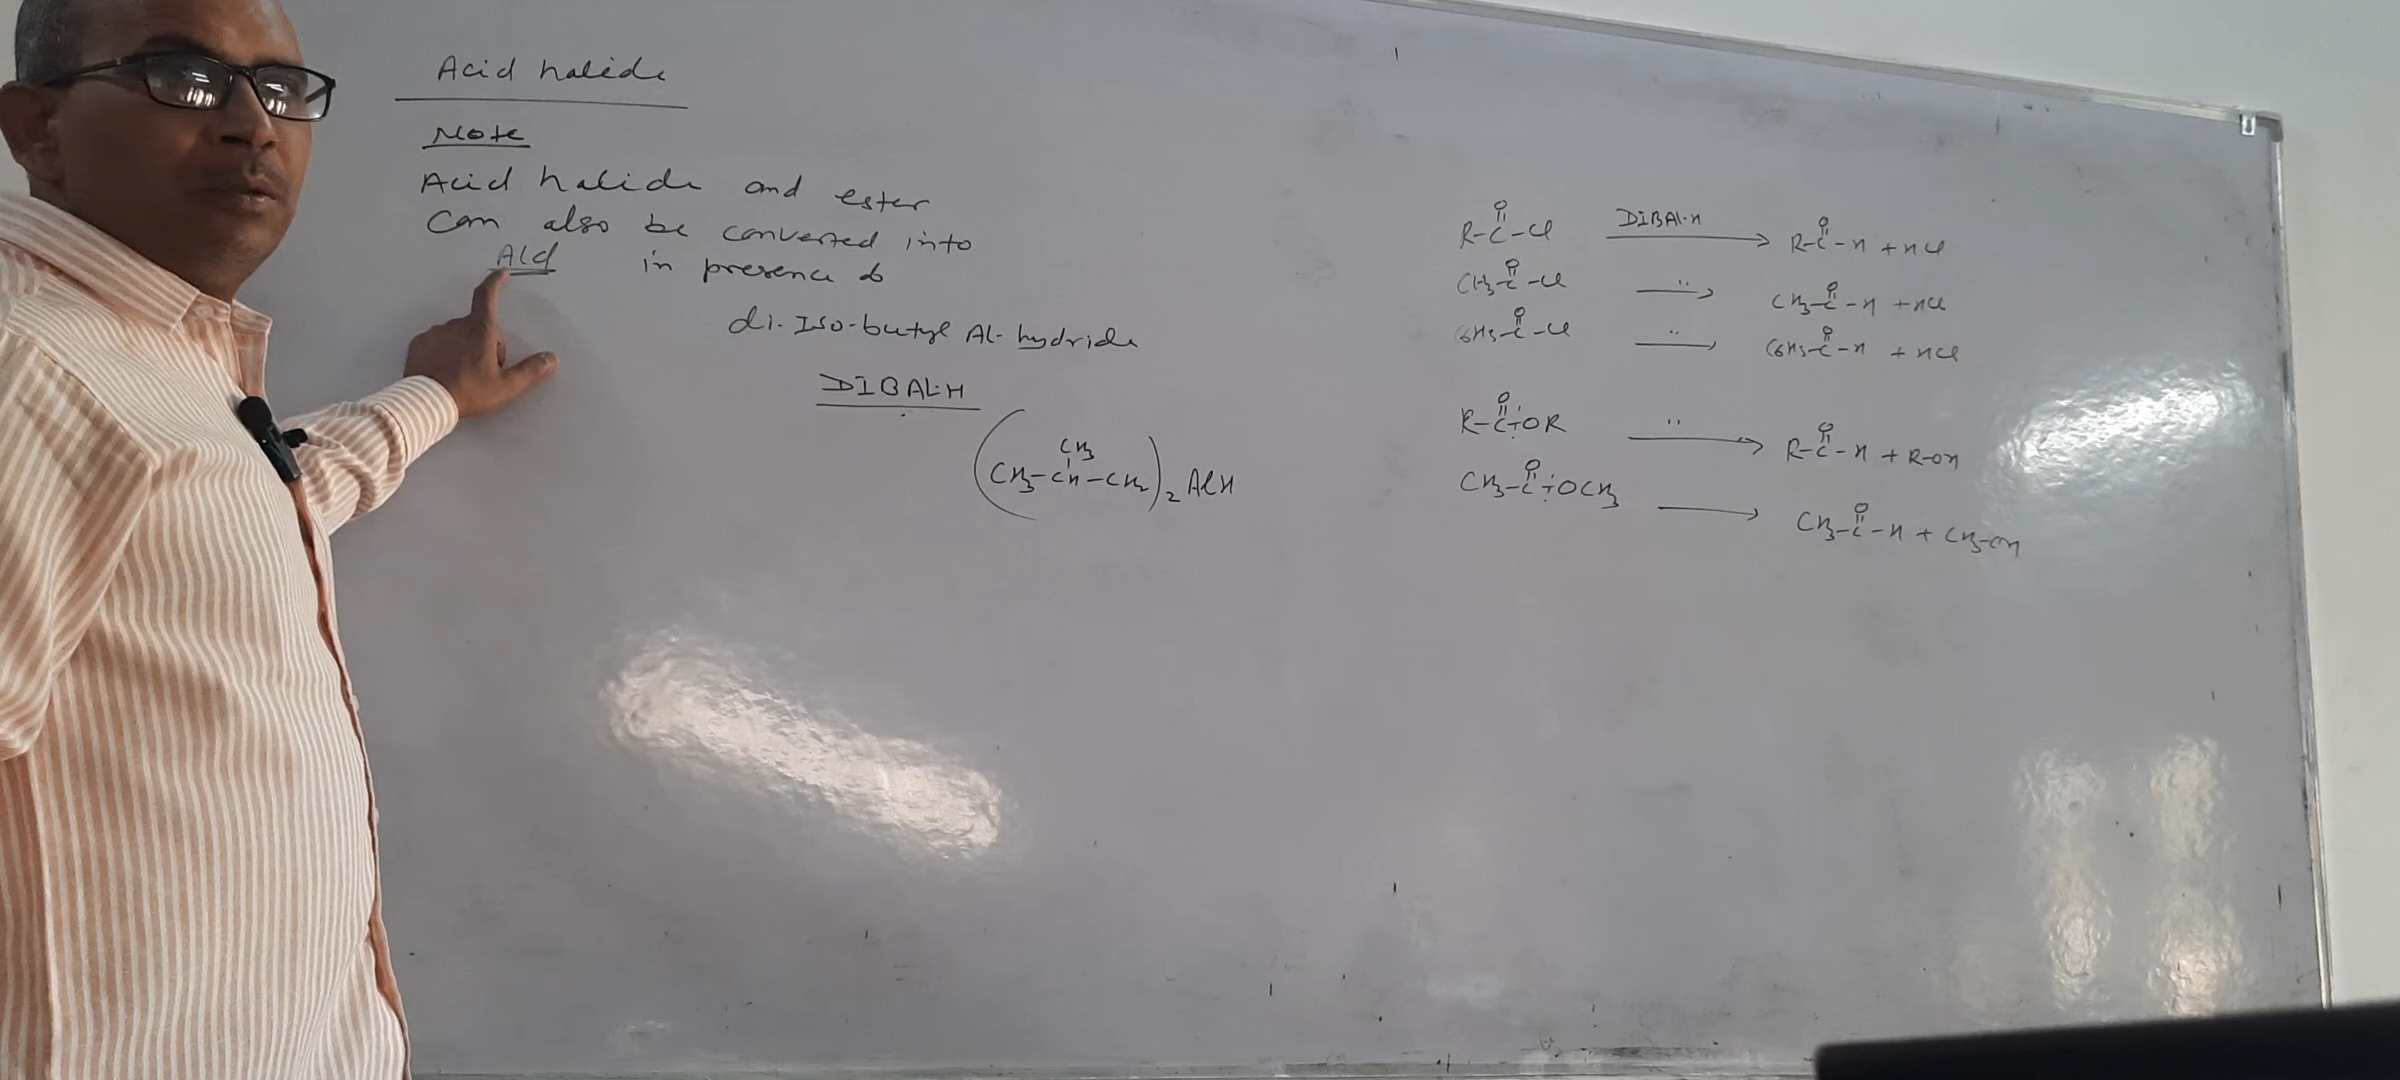 Acid halide
Note
Acid halide and ester
Can also be converted into
Ald in presence of
di-Iso-butyl Al-hydride
DIBAL-H
(CH3-CH(CH3)-CH2)2 AlH
R-C(=O)-Cl DIBAl-H → R-C(=O)-H + HCl
CH3-C(=O)-Cl ,, → CH3-C(=O)-H + HCl
C6H5-C(=O)-Cl ,, → C6H5-C(=O)-H + HCl
R-C(=O)-OR ,, → R-C(=O)-H + R-OH
CH3-C(=O)-OCH3 → CH3-C(=O)-H + CH3-OH